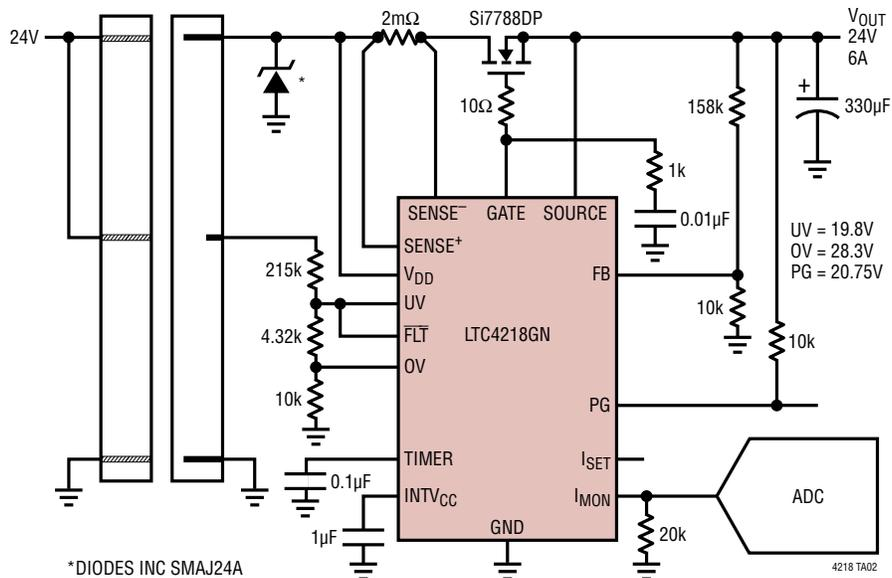 2mΩ
Si7788DP
24V
VOUT
24V
6A
*
10Ω
158k
+
330µF
1k
0.01µF
SENSE⁻
GATE
SOURCE
SENSE⁺
UV = 19.8V
OV = 28.3V
PG = 20.75V
215k
VDD
FB
UV
10k
4.32k
FLT
LTC4218GN
10k
OV
10k
PG
TIMER
ISET
0.1µF
INTVCC
IMON
ADC
1µF
GND
20k
*DIODES INC SMAJ24A
4218 TA02